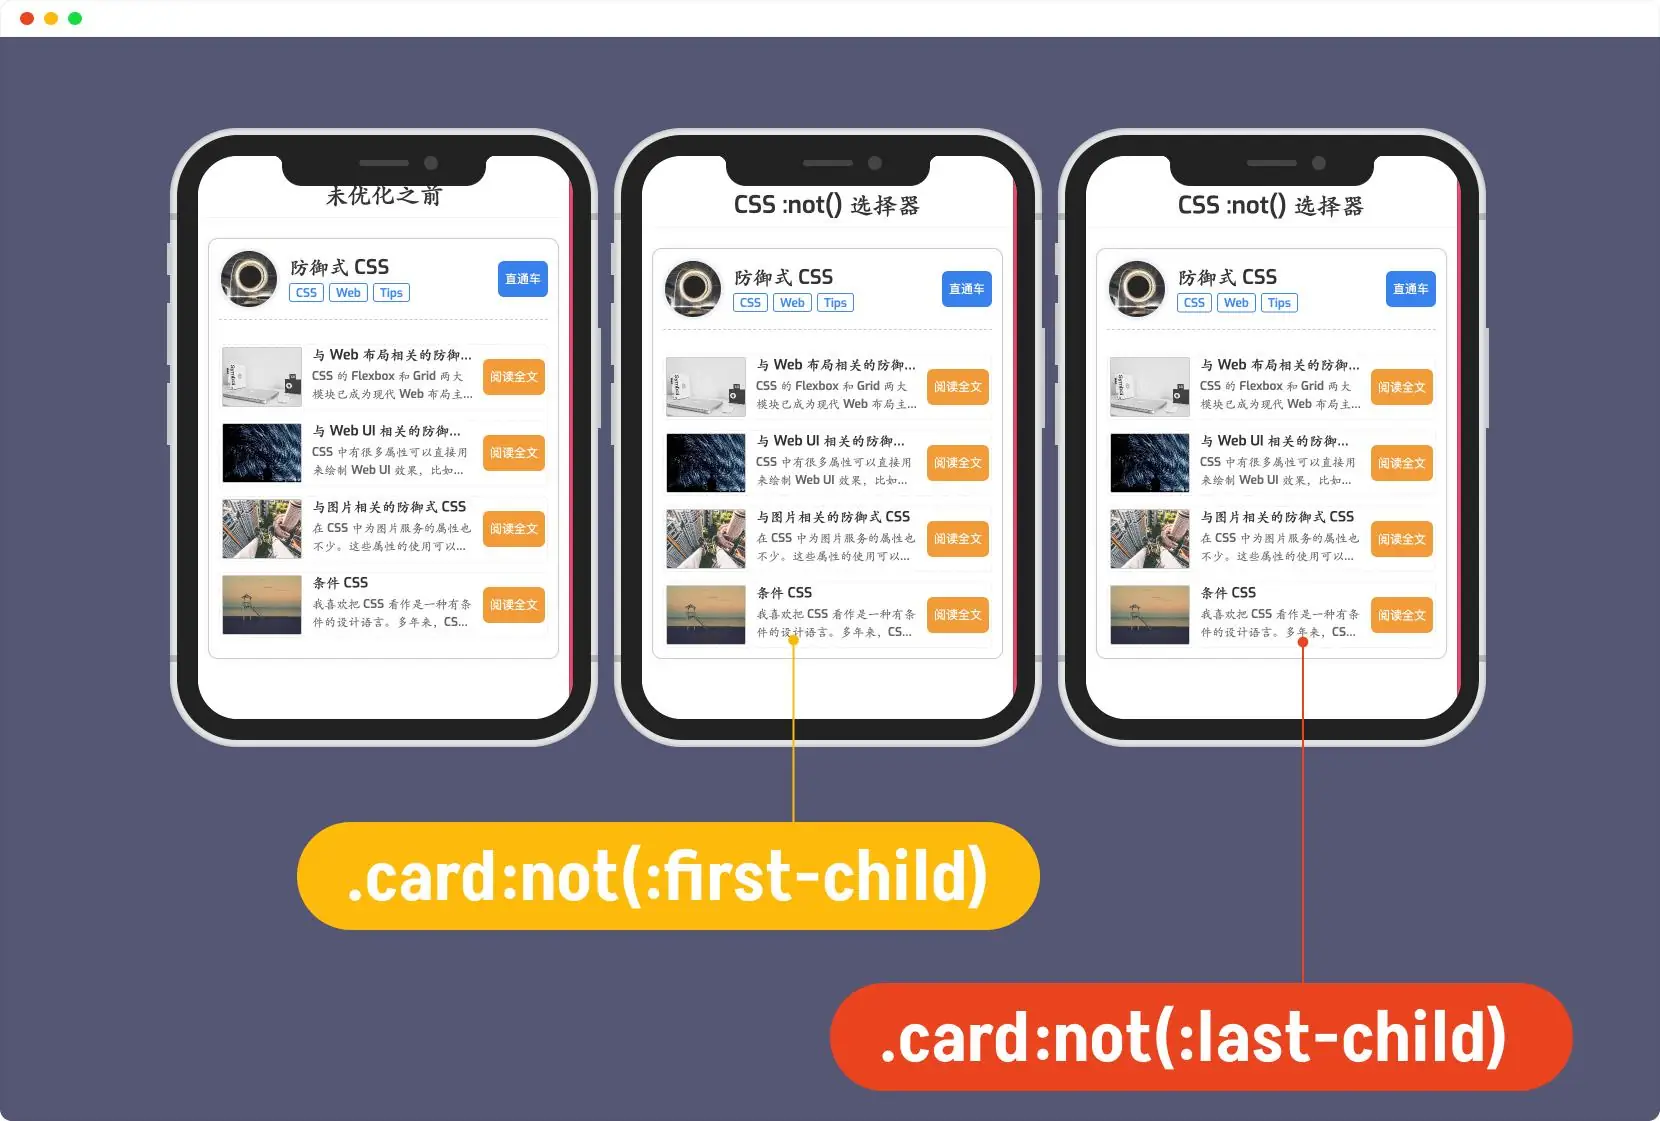 未优化之前
防御式 CSS
CSS Web Tips
直通车
与 Web 布局相关的防御...
CSS 的 Flexbox 和 Grid 两大
模块已成为现代 Web 布局主...
阅读全文
与 Web UI 相关的防御...
CSS 中有很多属性可以直接用
来绘制 Web UI 效果，比如...
阅读全文
与图片相关的防御式 CSS
在 CSS 中为图片服务的属性也
不少。这些属性的使用可以...
阅读全文
条件 CSS
我喜欢把 CSS 看作是一种有条
件的设计语言。多年来，CS...
阅读全文
CSS :not() 选择器
防御式 CSS
CSS Web Tips
直通车
与 Web 布局相关的防御...
CSS 的 Flexbox 和 Grid 两大
模块已成为现代 Web 布局主...
阅读全文
与 Web UI 相关的防御...
CSS 中有很多属性可以直接用
来绘制 Web UI 效果，比如...
阅读全文
与图片相关的防御式 CSS
在 CSS 中为图片服务的属性也
不少。这些属性的使用可以...
阅读全文
条件 CSS
我喜欢把 CSS 看作是一种有条
件的设计语言。多年来，CS...
阅读全文
CSS :not() 选择器
防御式 CSS
CSS Web Tips
直通车
与 Web 布局相关的防御...
CSS 的 Flexbox 和 Grid 两大
模块已成为现代 Web 布局主...
阅读全文
与 Web UI 相关的防御...
CSS 中有很多属性可以直接用
来绘制 Web UI 效果，比如...
阅读全文
与图片相关的防御式 CSS
在 CSS 中为图片服务的属性也
不少。这些属性的使用可以...
阅读全文
条件 CSS
我喜欢把 CSS 看作是一种有条
件的设计语言。多年来，CS...
阅读全文
.card:not(:first-child)
.card:not(:last-child)